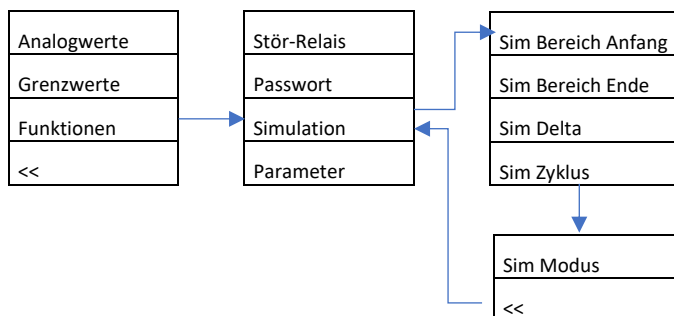 Analogwerte
Grenzwerte
Funktionen
<<
Stör-Relais
Passwort
Simulation
Parameter
Sim Bereich Anfang
Sim Bereich Ende
Sim Delta
Sim Zyklus
Sim Modus
<<